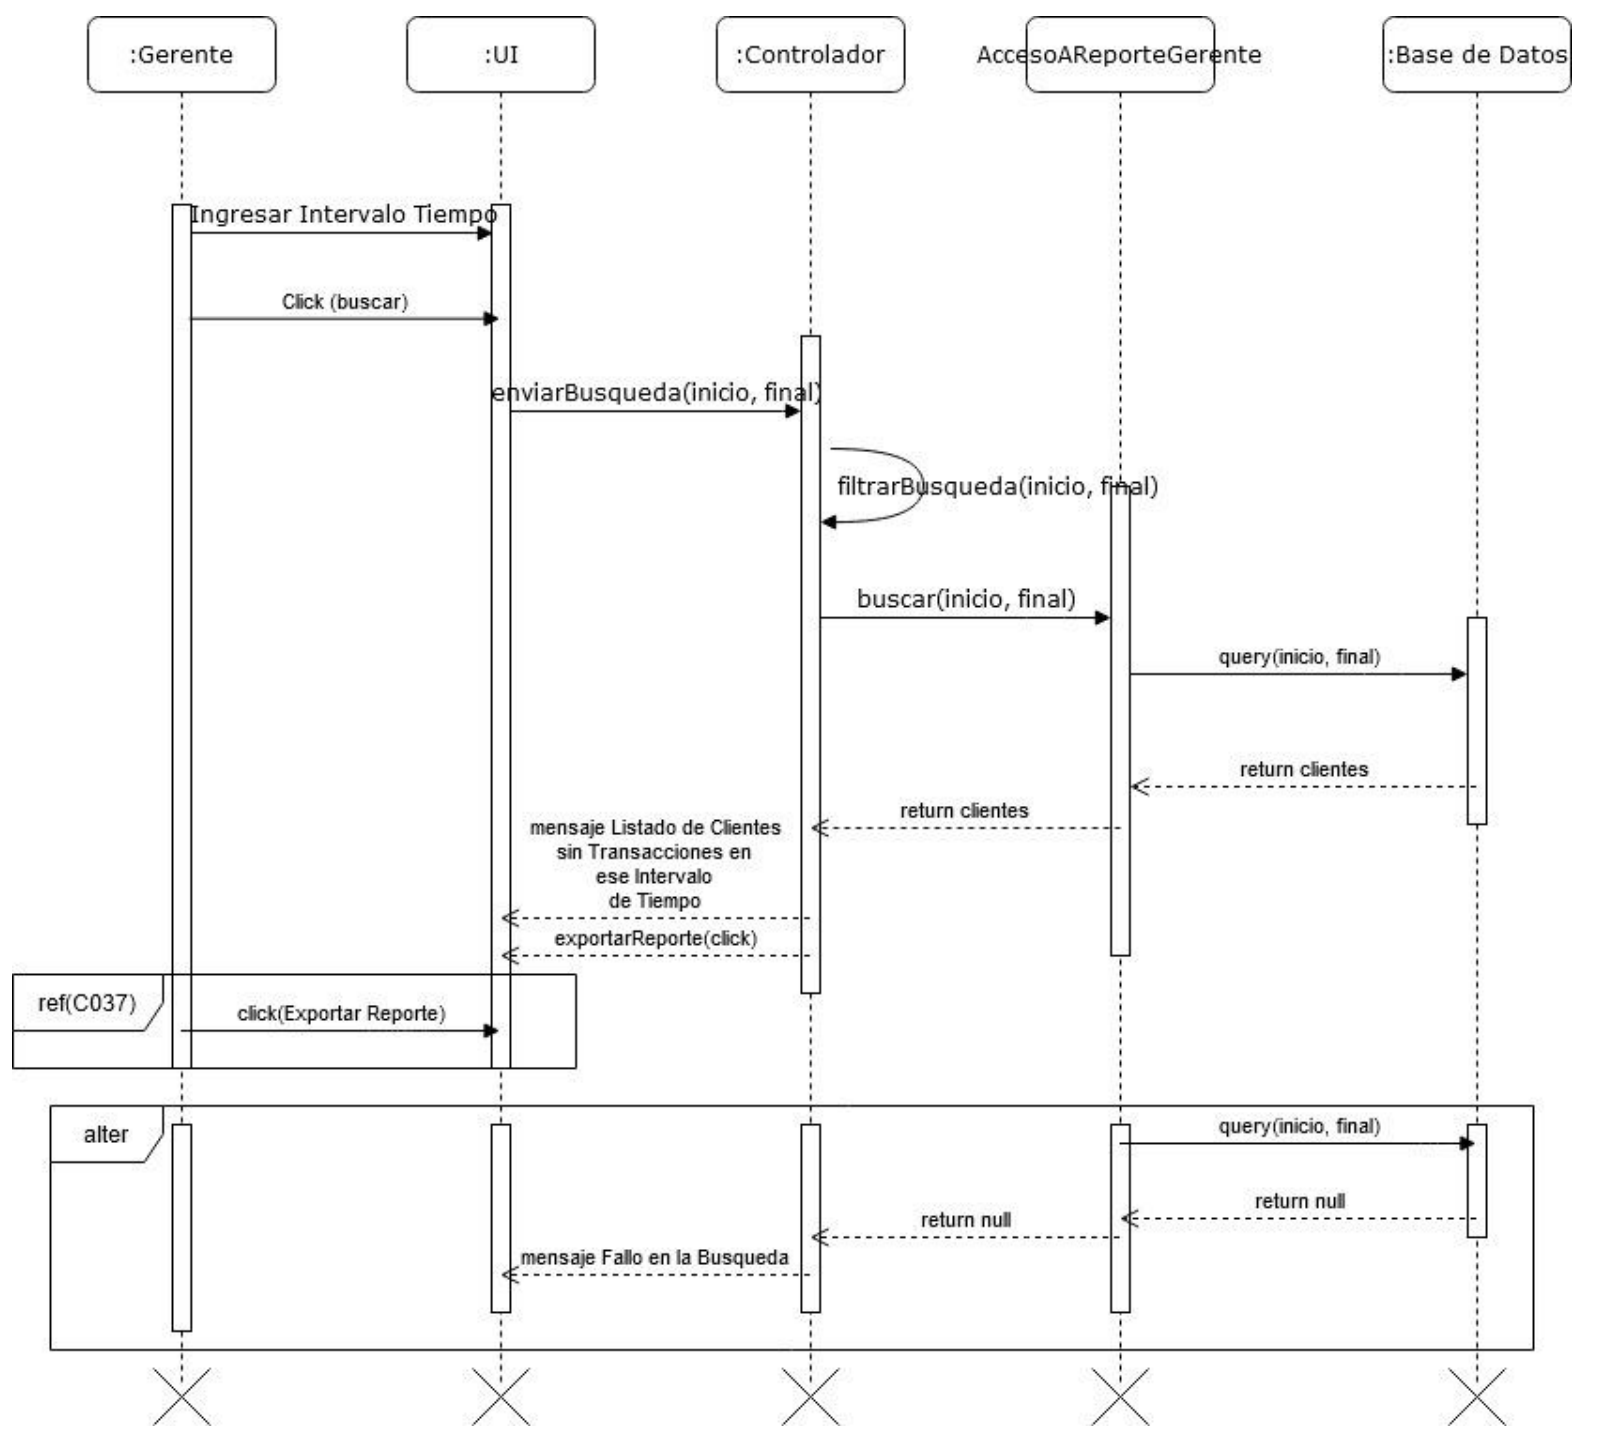 :Gerente
:UI
:Controlador
AccesoAReporteGerente
:Base de Datos
Ingresar Intervalo Tiempo
Click (buscar)
enviarBusqueda(inicio, final)
filtrarBusqueda(inicio, final)
buscar(inicio, final)
query(inicio, final)
return clientes
return clientes
mensaje Listado de Clientes
sin Transacciones en
ese Intervalo
de Tiempo
exportarReporte(click)
ref(C037)
click(Exportar Reporte)
alter
query(inicio, final)
return null
return null
mensaje Fallo en la Busqueda